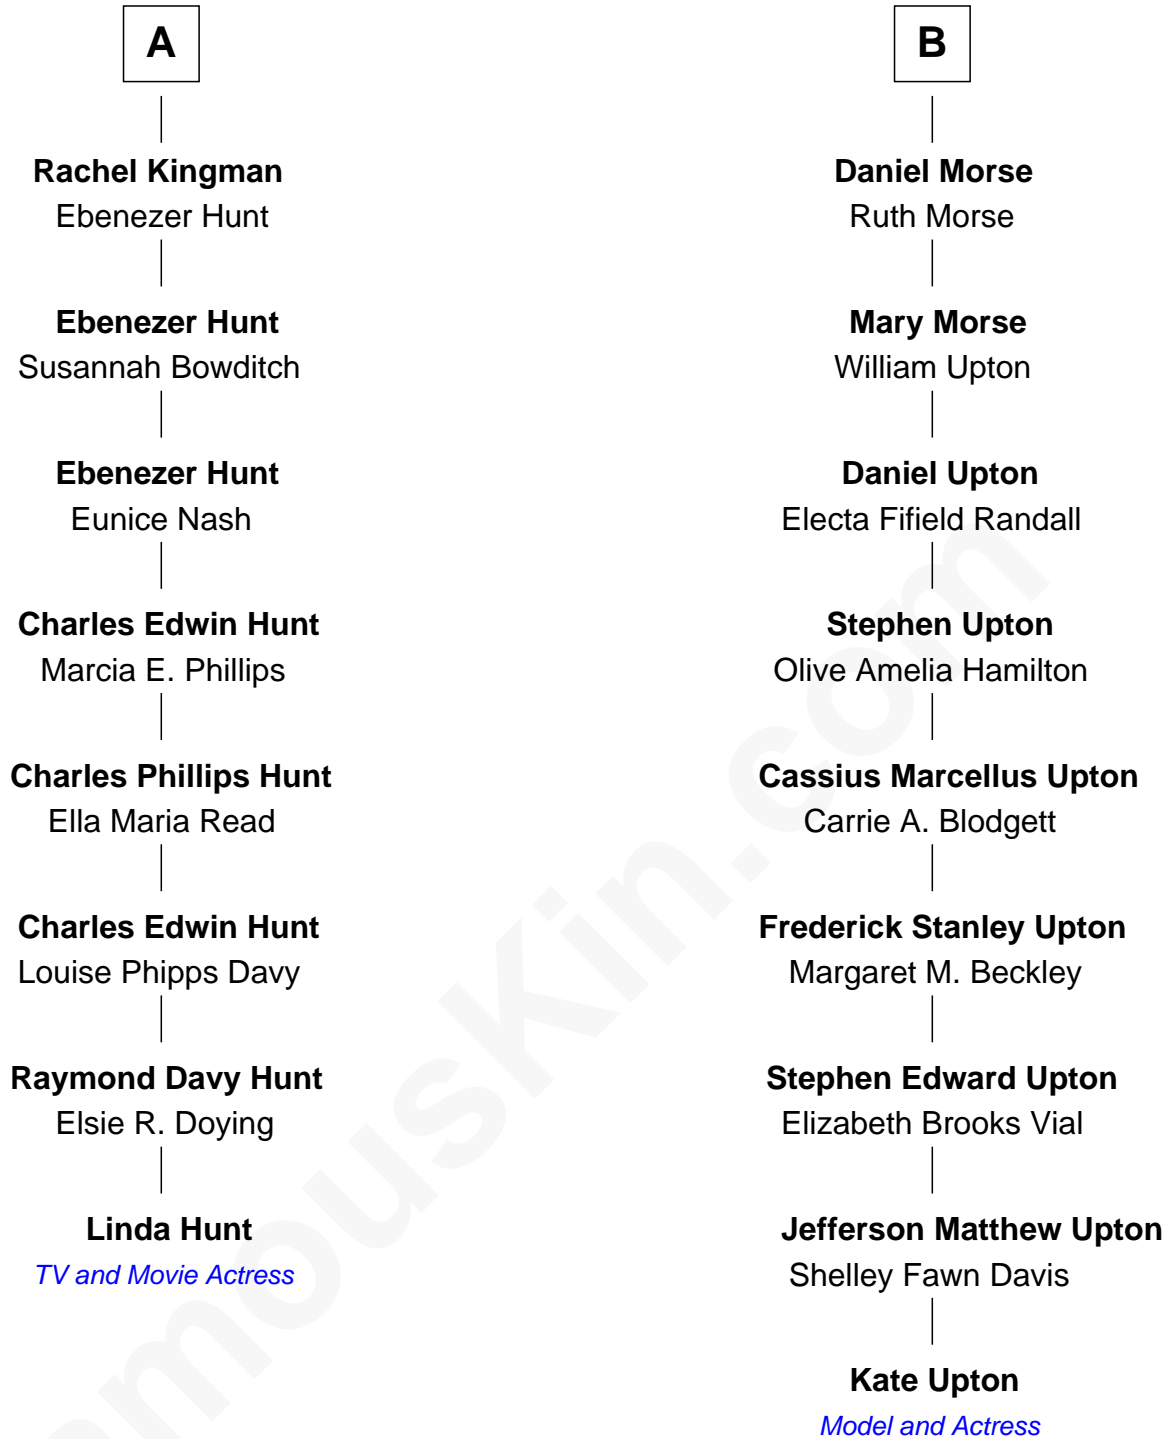 A
Rachel Kingman
Ebenezer Hunt
Ebenezer Hunt
Susannah Bowditch
Ebenezer Hunt
Eunice Nash
Charles Edwin Hunt
Marcia E. Phillips
Charles Phillips Hunt
Ella Maria Read
Charles Edwin Hunt
Louise Phipps Davy
Raymond Davy Hunt
Elsie R. Doying
Linda Hunt
TV and Movie Actress
B
Daniel Morse
Ruth Morse
Mary Morse
William Upton
Daniel Upton
Electa Fifield Randall
Stephen Upton
Olive Amelia Hamilton
Cassius Marcellus Upton
Carrie A. Blodgett
Frederick Stanley Upton
Margaret M. Beckley
Stephen Edward Upton
Elizabeth Brooks Vial
Jefferson Matthew Upton
Shelley Fawn Davis
Kate Upton
Model and Actress
amouskin.com